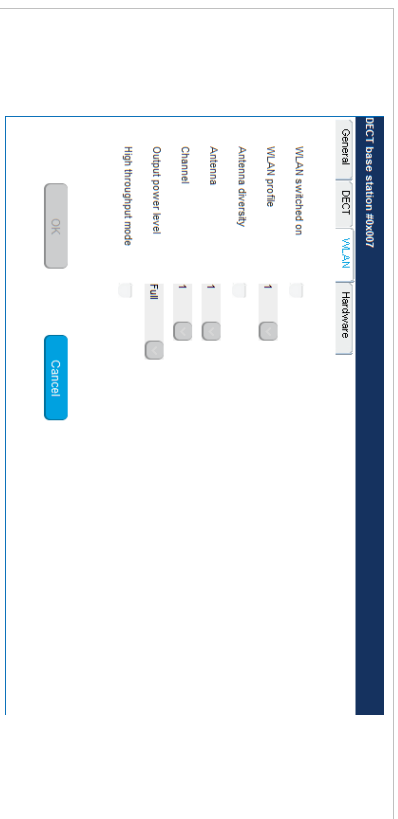 DECT base station #0x007
General DECT WLAN Hardware
WLAN switched on
WLAN profile 1
Antenna diversity
Antenna 1
Channel 1
Output power level Full
High throughput mode
OK Cancel